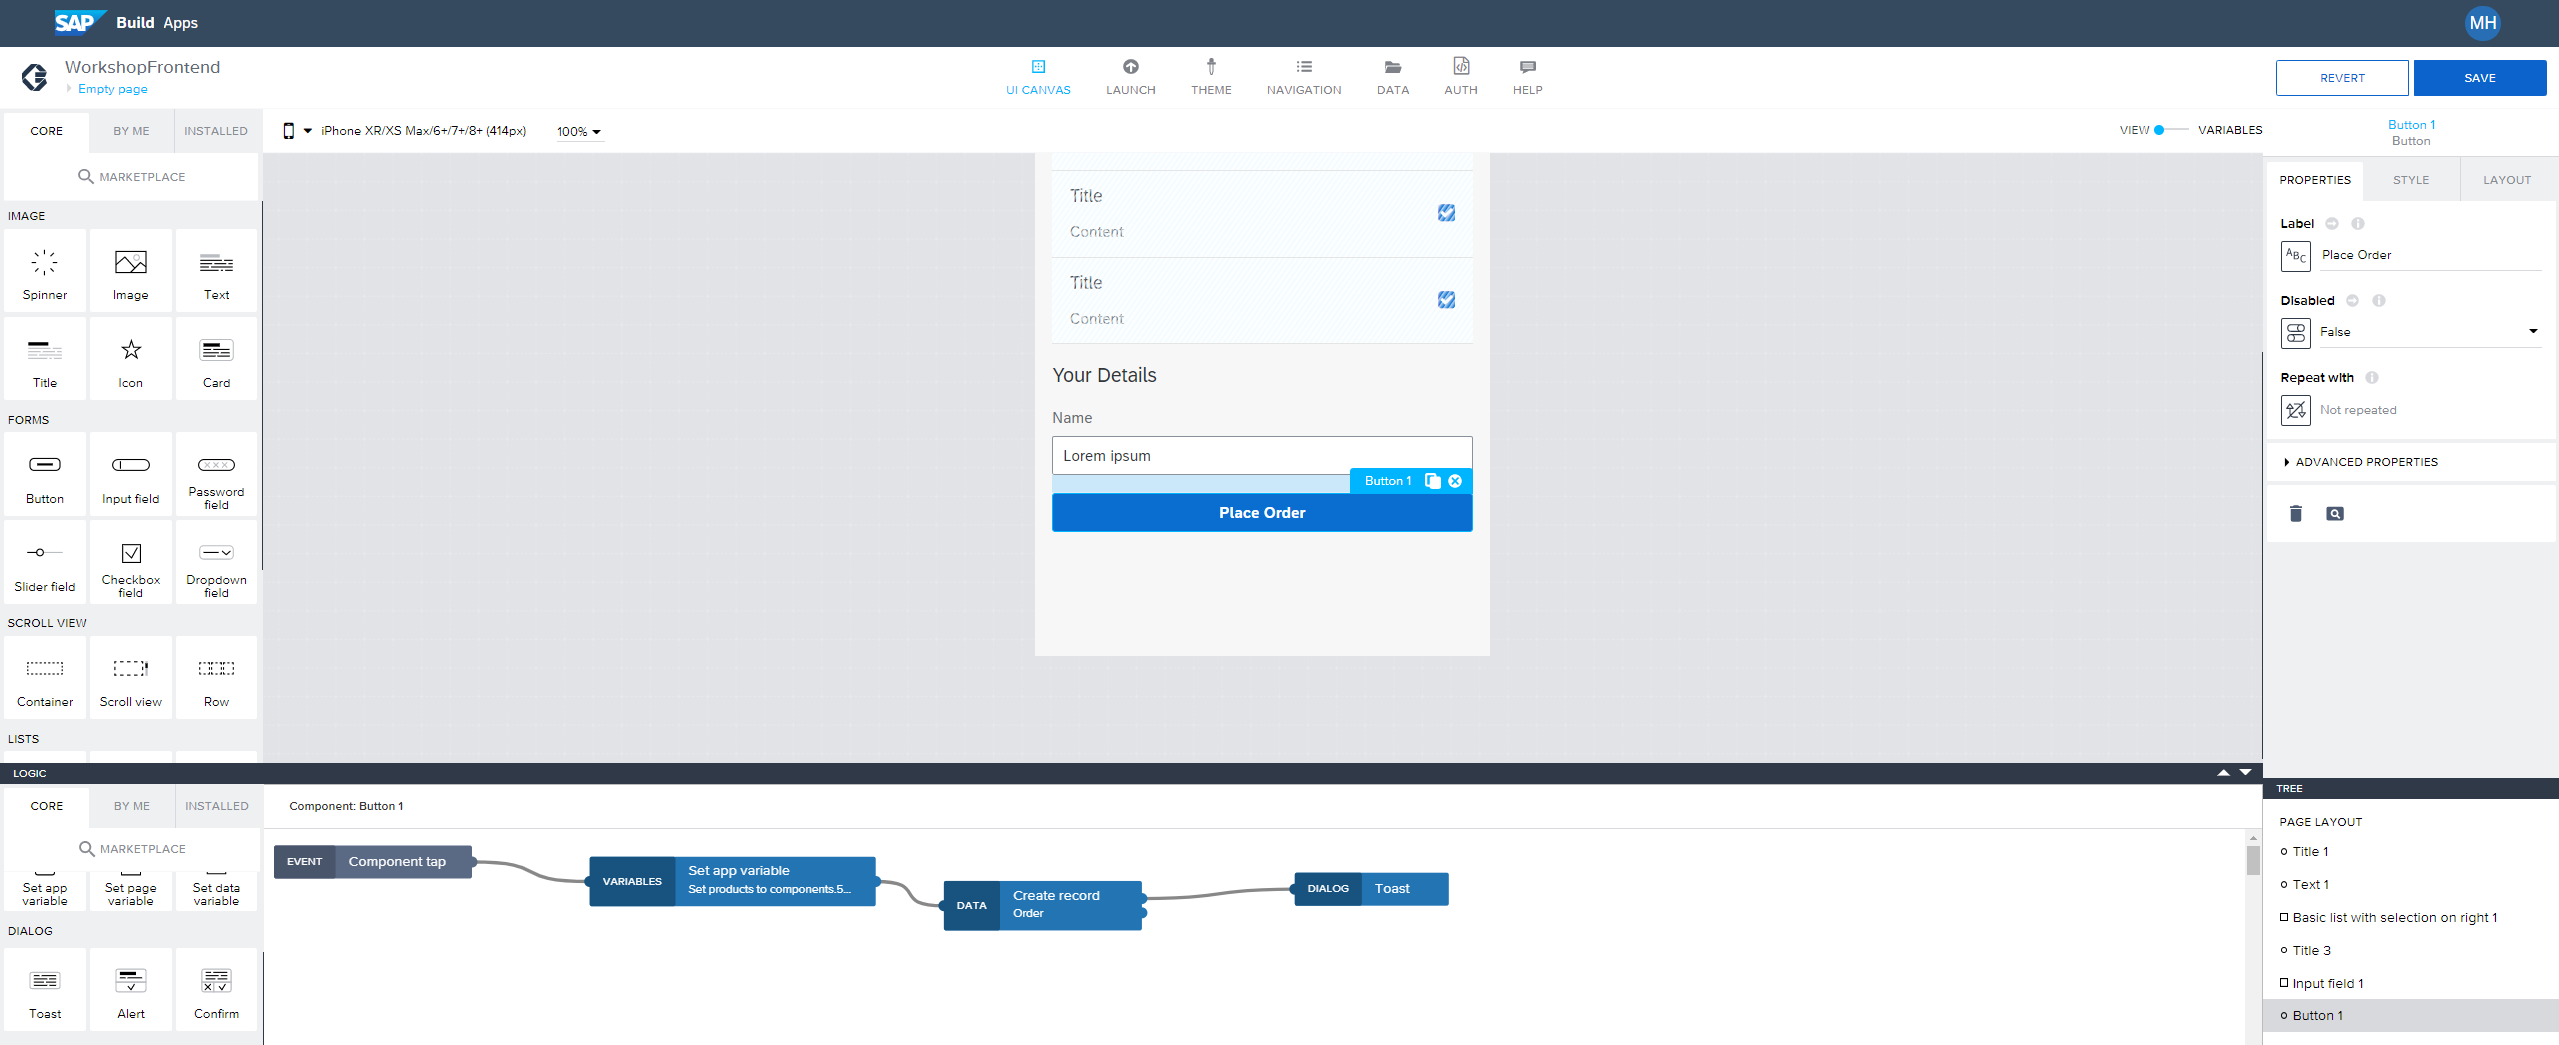 SAP Build Apps
MH
WorkshopFrontend
Empty page
UI CANVAS
LAUNCH
THEME
NAVIGATION
DATA
AUTH
HELP
REVERT
SAVE
CORE
BY ME
INSTALLED
MARKETPLACE
iPhone XR/XS Max/6+/7+/8+ (414px)
100%
VIEW
VARIABLES
IMAGE
Spinner
Image
Text
Title
Icon
Card
FORMS
Button
Input field
Password
field
Slider field
Checkbox
field
Dropdown
field
SCROLL VIEW
Container
Scroll view
Row
LISTS
Title
Content
Title
Content
Your Details
Name
Lorem ipsum
Button 1
Place Order
Button 1
Button
PROPERTIES
STYLE
LAYOUT
Label
ABC
Place Order
Disabled
False
Repeat with
Not repeated
ADVANCED PROPERTIES
LOGIC
CORE
BY ME
INSTALLED
MARKETPLACE
Set app
variable
Set page
variable
Set data
variable
DIALOG
Toast
Alert
Confirm
Component: Button 1
EVENT
Component tap
VARIABLES
Set app variable
Set products to components.5...
DATA
Create record
Order
DIALOG
Toast
TREE
PAGE LAYOUT
Title 1
Text 1
Basic list with selection on right 1
Title 3
Input field 1
Button 1